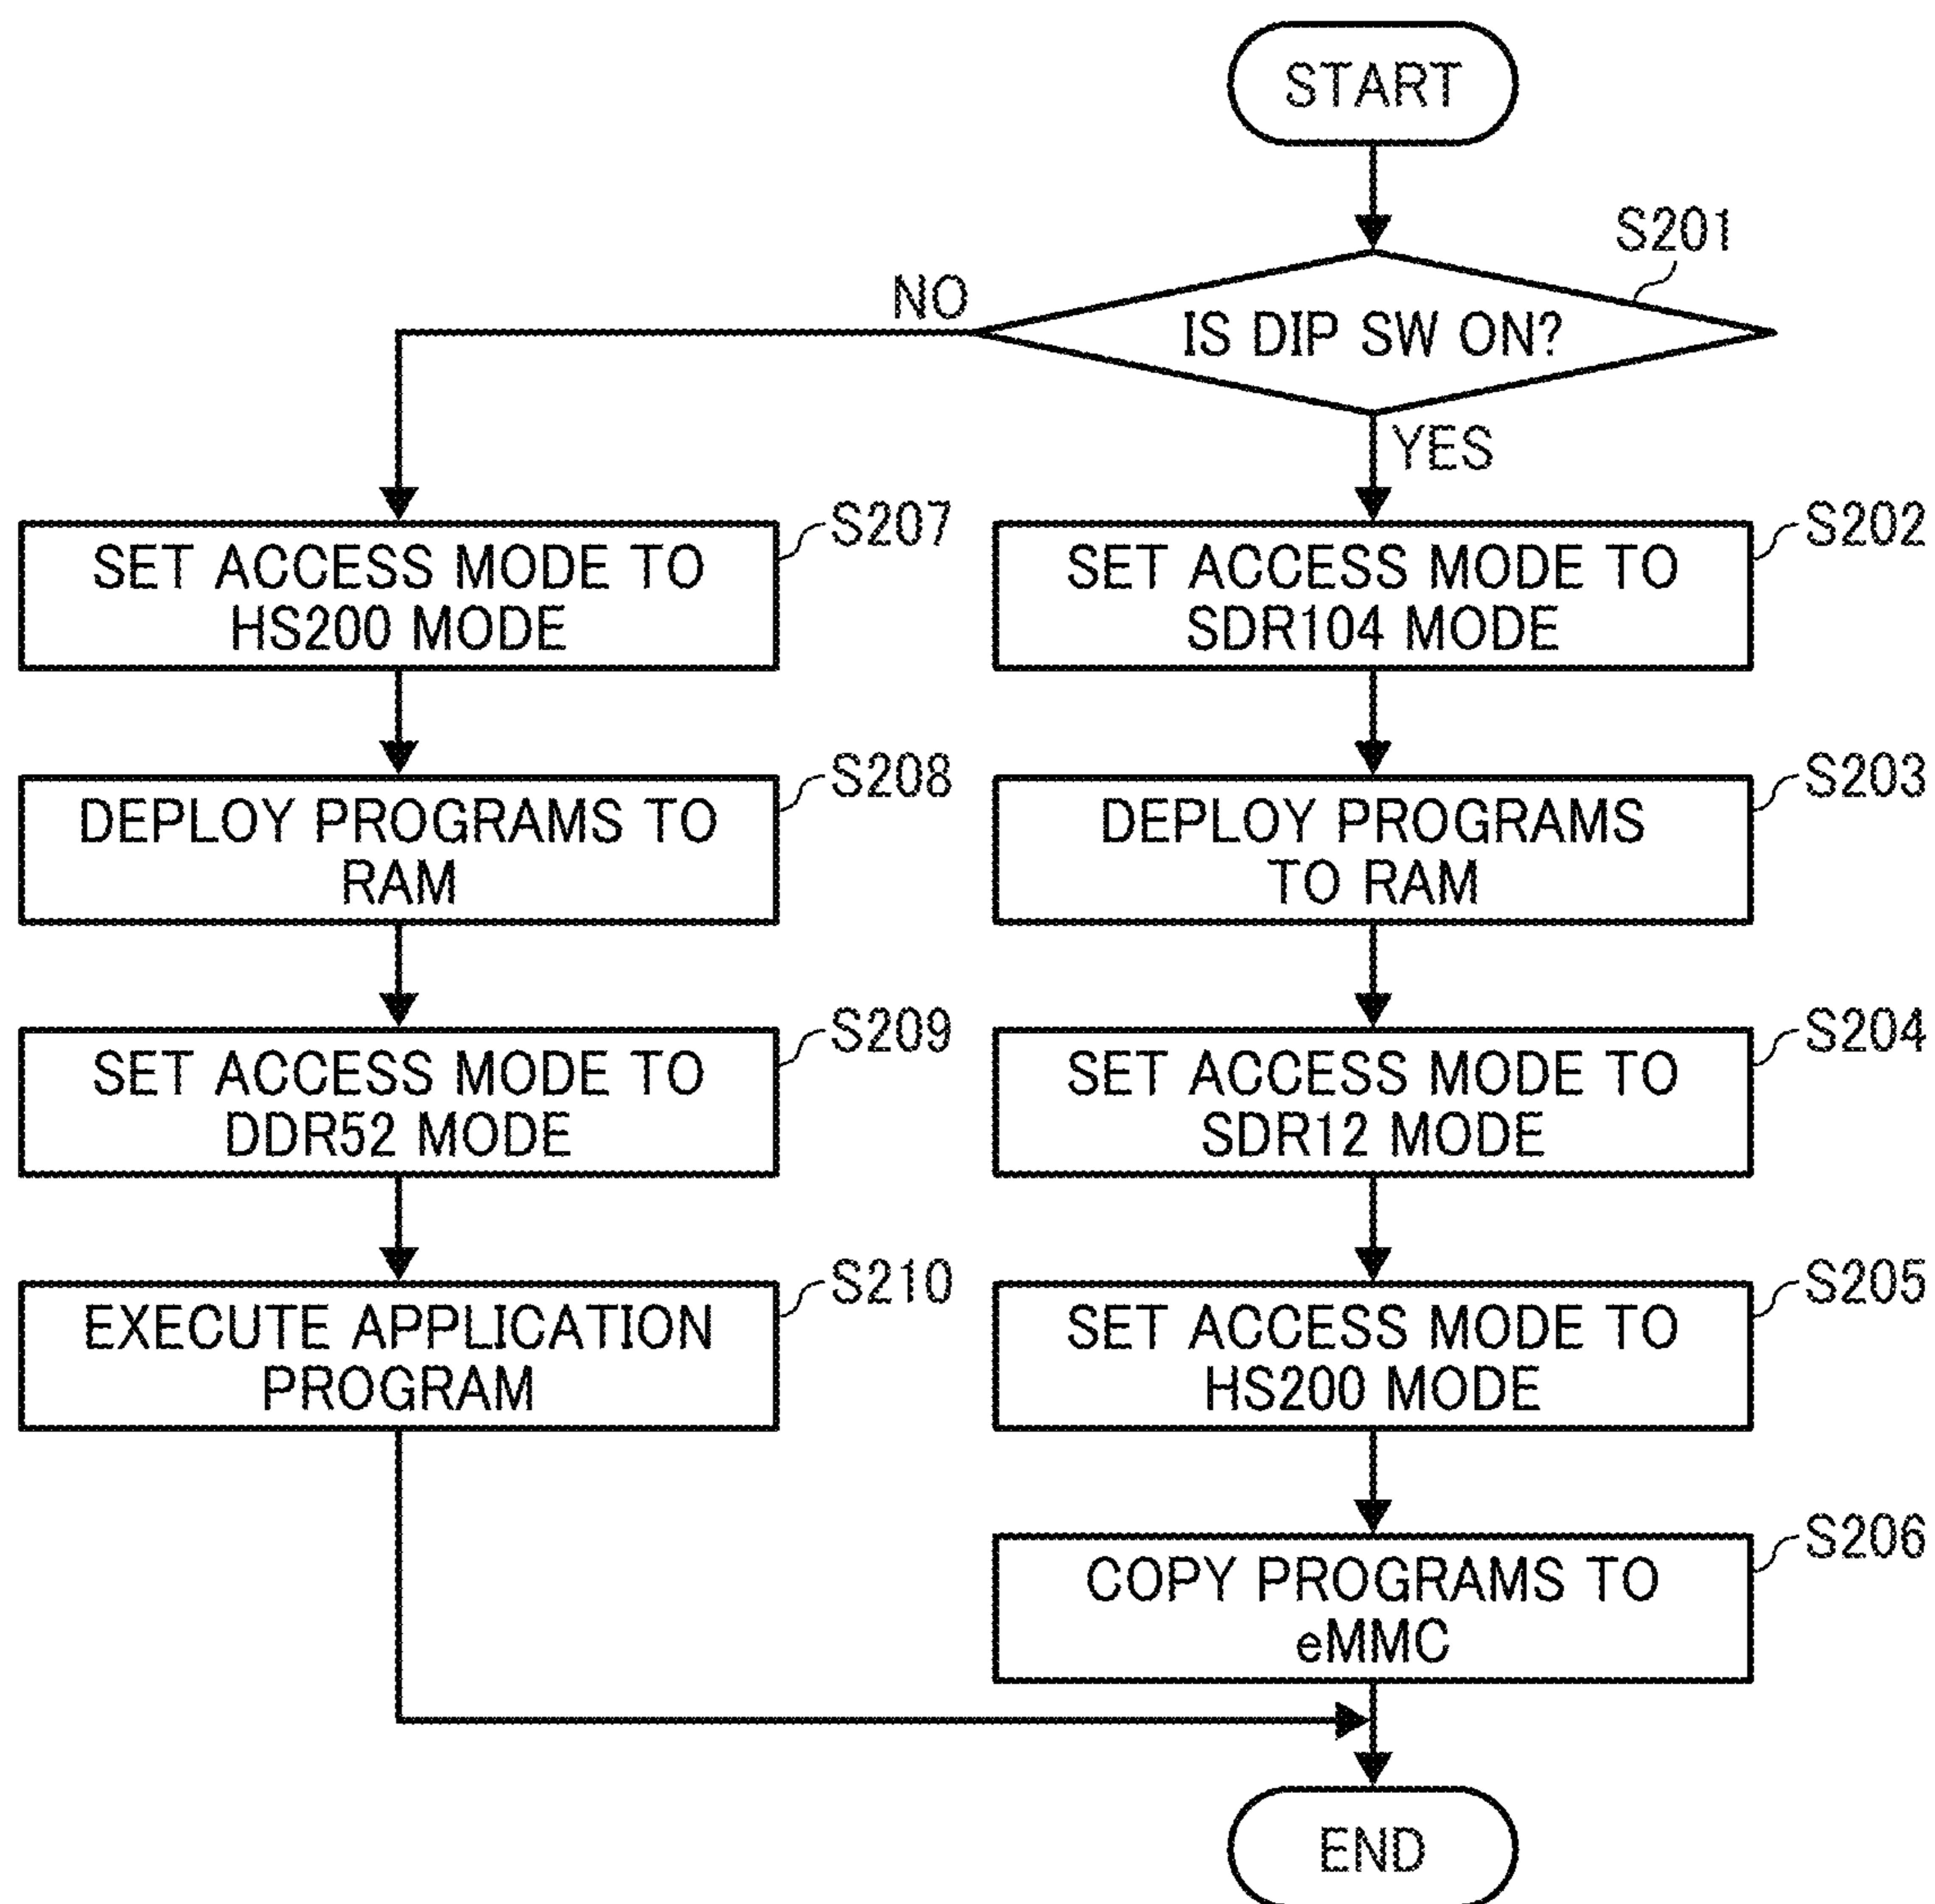 START
S201
IS DIP SW ON?
NO
YES
S207
SET ACCESS MODE TO
HS200 MODE
S202
SET ACCESS MODE TO
SDR104 MODE
S208
DEPLOY PROGRAMS TO
RAM
S203
DEPLOY PROGRAMS
TO RAM
S209
SET ACCESS MODE TO
DDR52 MODE
S204
SET ACCESS MODE TO
SDR12 MODE
S210
EXECUTE APPLICATION
PROGRAM
S205
SET ACCESS MODE TO
HS200 MODE
S206
COPY PROGRAMS TO
eMMC
END